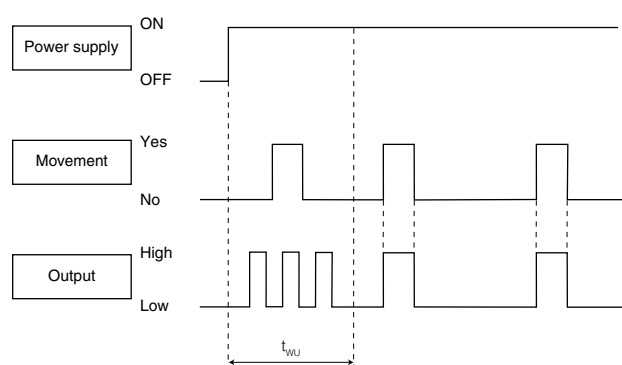 ON
Power supply
OFF
Yes
Movement
No
High
Output
Low
tWU